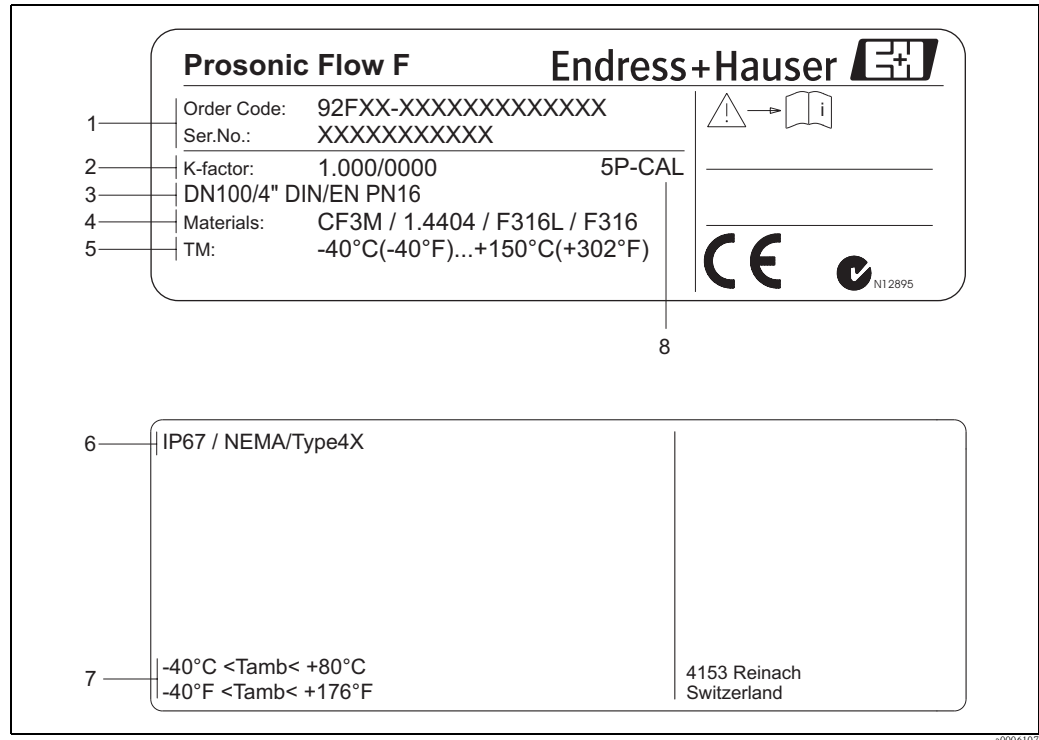 Prosonic Flow F
Endress+Hauser
1
Order Code: 92FXX-XXXXXXXXXXXXX
Ser.No.: XXXXXXXXXXX
i
2
K-factor: 1.000/0000 5P-CAL
3
DN100/4" DIN/EN PN16
4
Materials: CF3M / 1.4404 / F316L / F316
5
TM: -40°C(-40°F)...+150°C(+302°F)
CE
N12895
8
6
IP67 / NEMA/Type4X
7
-40°C <Tamb< +80°C
-40°F <Tamb< +176°F
4153 Reinach
Switzerland
a0006107